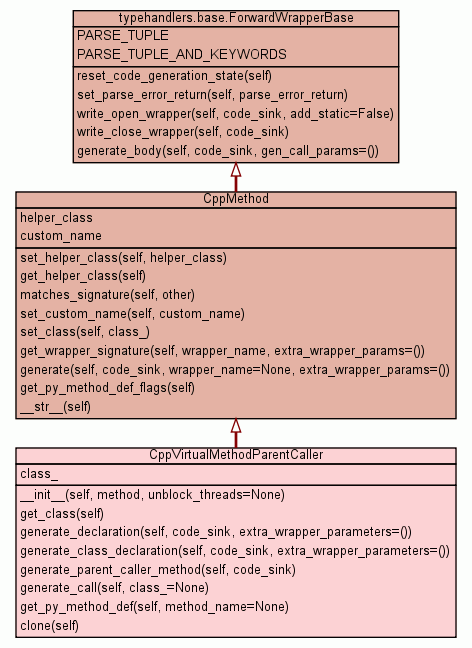 typehandlers.base.ForwardWrapperBase
PARSE_TUPLE
PARSE_TUPLE_AND_KEYWORDS
reset_code_generation_state(self)
set_parse_error_return(self, parse_error_return)
write_open_wrapper(self, code_sink, add_static=False)
write_close_wrapper(self, code_sink)
generate_body(self, code_sink, gen_call_params=())
CppMethod
helper_class
custom_name
set_helper_class(self, helper_class)
get_helper_class(self)
matches_signature(self, other)
set_custom_name(self, custom_name)
set_class(self, class_)
get_wrapper_signature(self, wrapper_name, extra_wrapper_params=())
generate(self, code_sink, wrapper_name=None, extra_wrapper_params=())
get_py_method_def_flags(self)
__str__(self)
CppVirtualMethodParentCaller
class_
__init__(self, method, unblock_threads=None)
get_class(self)
generate_declaration(self, code_sink, extra_wrapper_parameters=())
generate_class_declaration(self, code_sink, extra_wrapper_parameters=())
generate_parent_caller_method(self, code_sink)
generate_call(self, class_=None)
get_py_method_def(self, method_name=None)
clone(self)